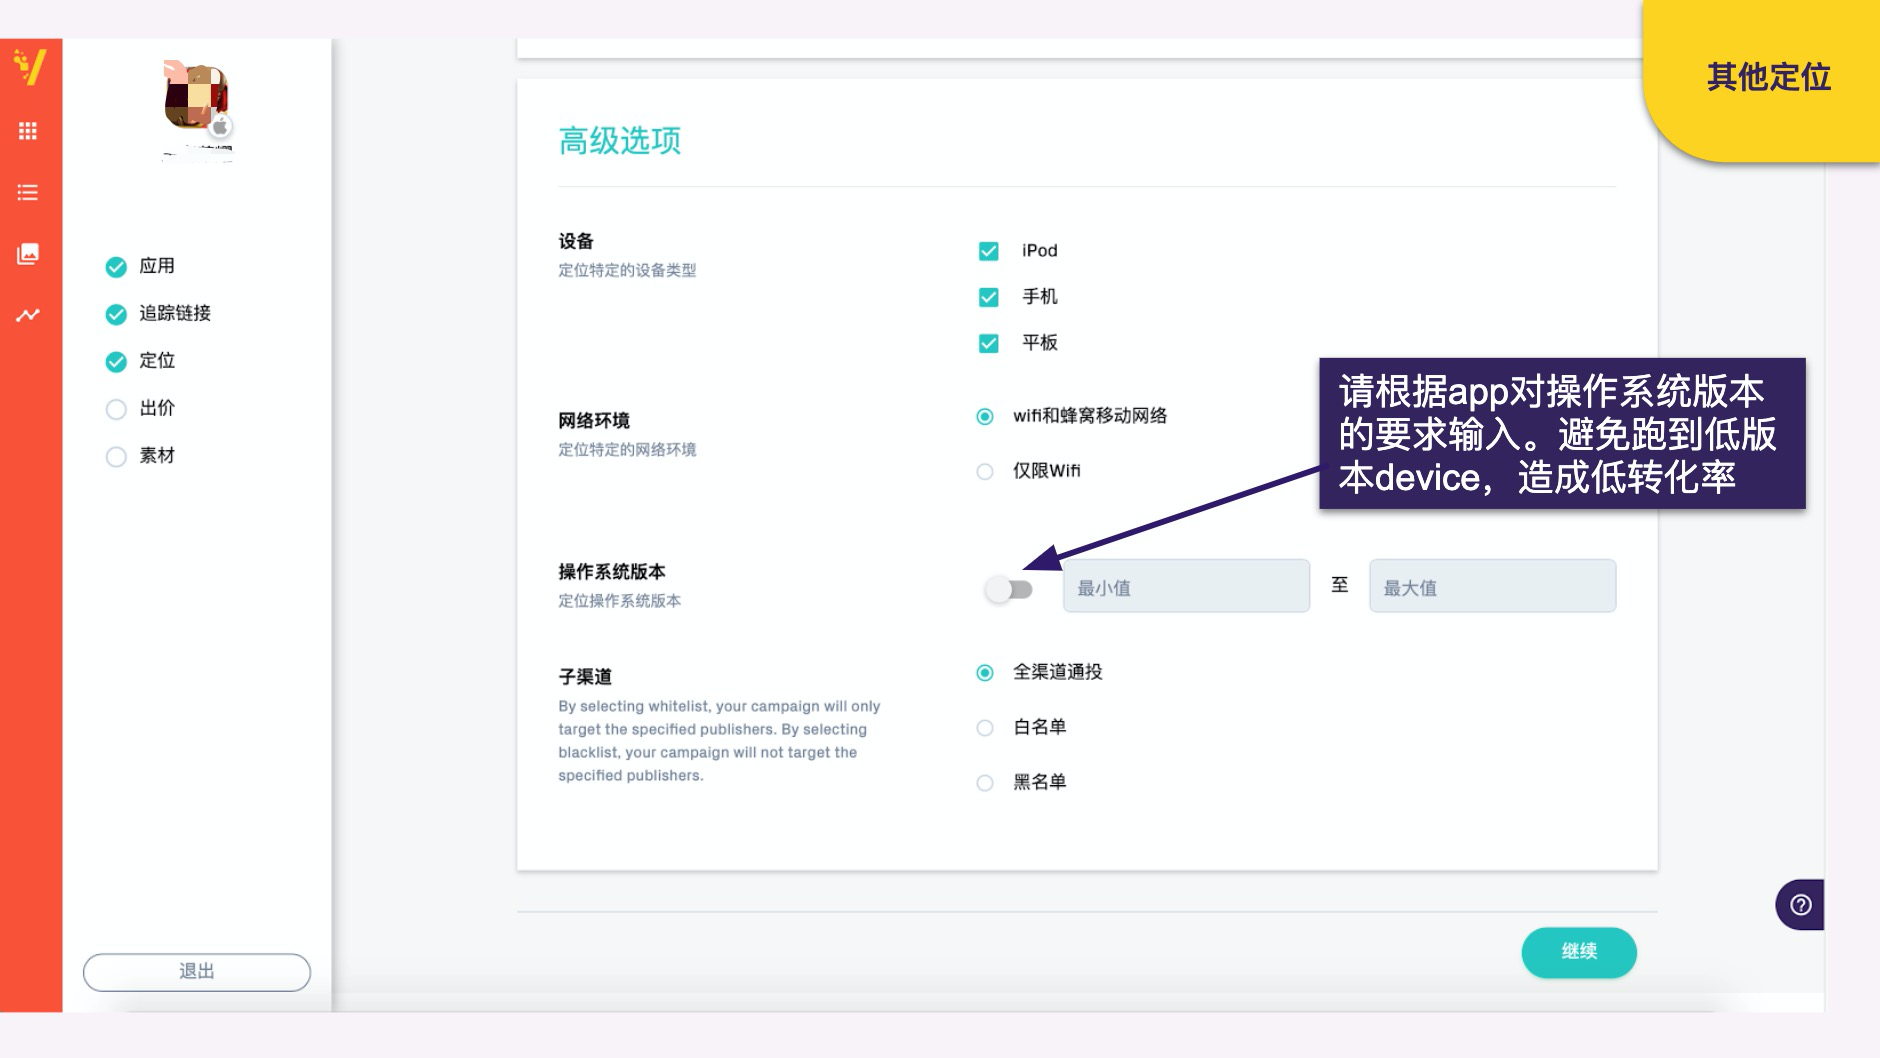 其他定位
应用
追踪链接
定位
出价
素材
退出
高级选项
设备
定位特定的设备类型
iPod
手机
平板
网络环境
定位特定的网络环境
wifi和蜂窝移动网络
仅限Wifi
请根据app对操作系统版本
的要求输入。避免跑到低版
本device，造成低转化率
操作系统版本
定位操作系统版本
最小值
至
最大值
子渠道
By selecting whitelist, your campaign will only
target the specified publishers. By selecting
blacklist, your campaign will not target the
specified publishers.
全渠道通投
白名单
黑名单
继续